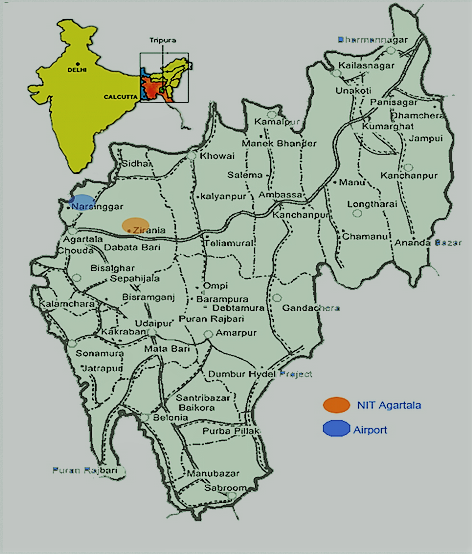 Tripura
DELHI
CALCUTTA
Dharmannagar
Kailasnagar
Unakoti
Panisagar
Dhamchera
Kamalpur
Kumarghat
Manek Bhander
Jampui
Khowai
Sidhai
Salema
Kanchanpur
Manu
kalyanpur
Ambassa
Narsinggar
Longtharai
Kanchanpur
Zirania
Agartala
Teliamural
Chamanu
Ananda Bazar
Dabata Bari
Chouda
Bisalghar
Sepahijala
Ompi
Kalamchara
Bisramganj
Barampura
Debtamura
Gandachera
Puran Rajbari
Udaipur
Kakraban
Amarpur
Sonamura
Mata Bari
Jatrapur
Dumbur Hydel Project
Santribazar
Baikora
NIT Agartala
Belonia
Purba Pillak
Airport
Puran Rajbari
Manubazar
Sabroom